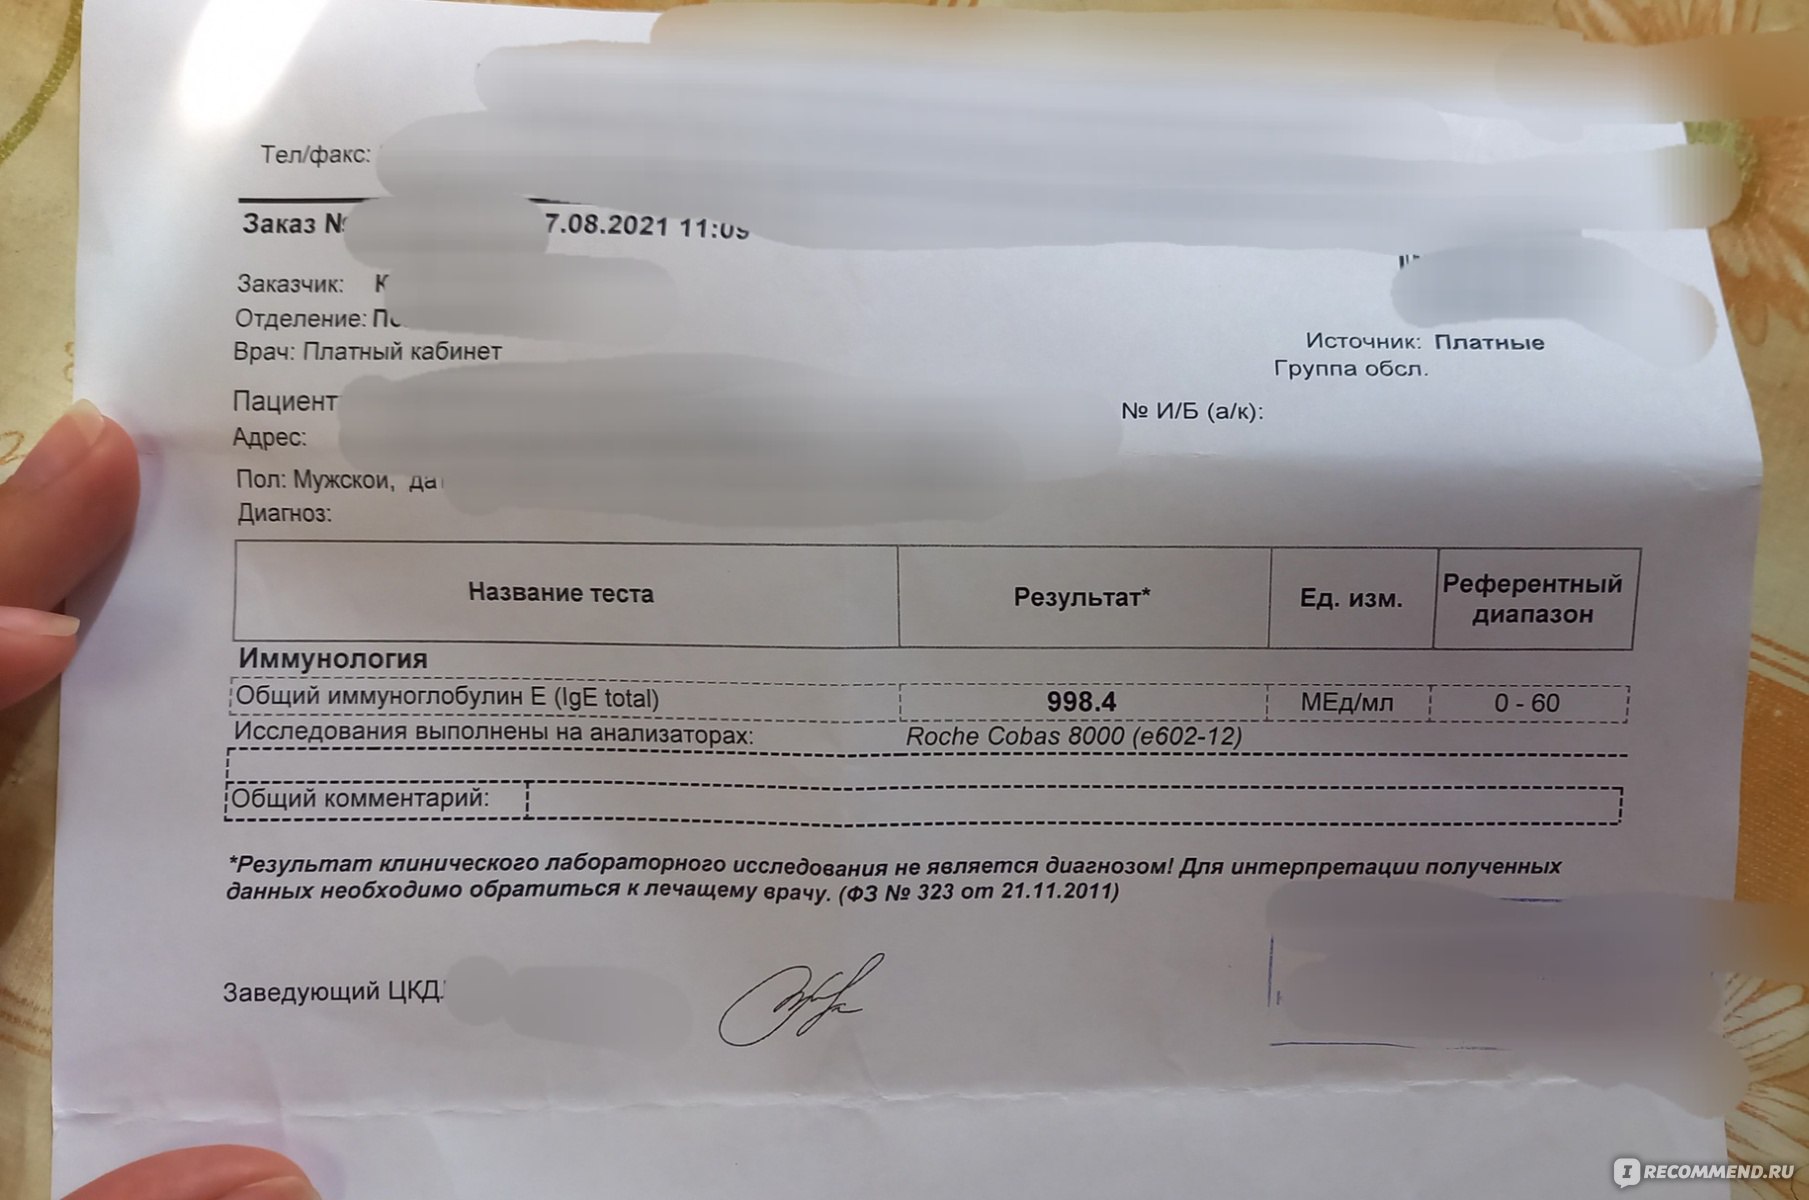 Тел/факс:
Заказ № 7.08.2021 11:09
Заказчик: К
Отделение: По
Врач: Платный кабинет
Источник: Платные
Группа обсл.
Пациент
№ И/Б (а/к):
Адрес:
Пол: Мужской, да
Диагноз:
Название теста Результат* Ед. изм. Референтный диапазон
Иммунология
Общий иммуноглобулин Е (IgE total) 998.4 МЕд/мл 0 - 60
Исследования выполнены на анализаторах: Roche Cobas 8000 (e602-12)
Общий комментарий:
*Результат клинического лабораторного исследования не является диагнозом! Для интерпретации полученных
данных необходимо обратиться к лечащему врачу. (ФЗ № 323 от 21.11.2011)
Заведующий ЦКДЛ
IRECOMMEND.RU